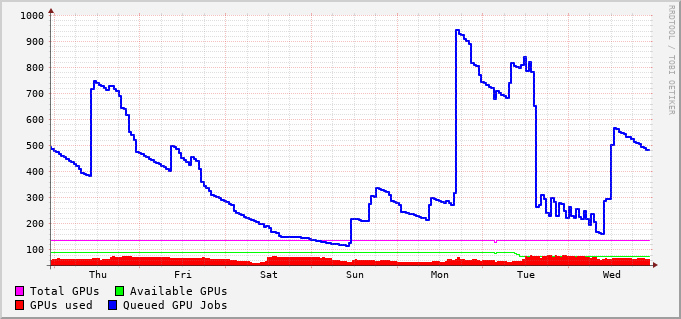 1000
900
800
700
600
500
400
300
200
100
Thu Fri Sat Sun Mon Tue Wed
Total GPUs Available GPUs
GPUs used Queued GPU Jobs
RRDTOOL / TOBI OETIKER